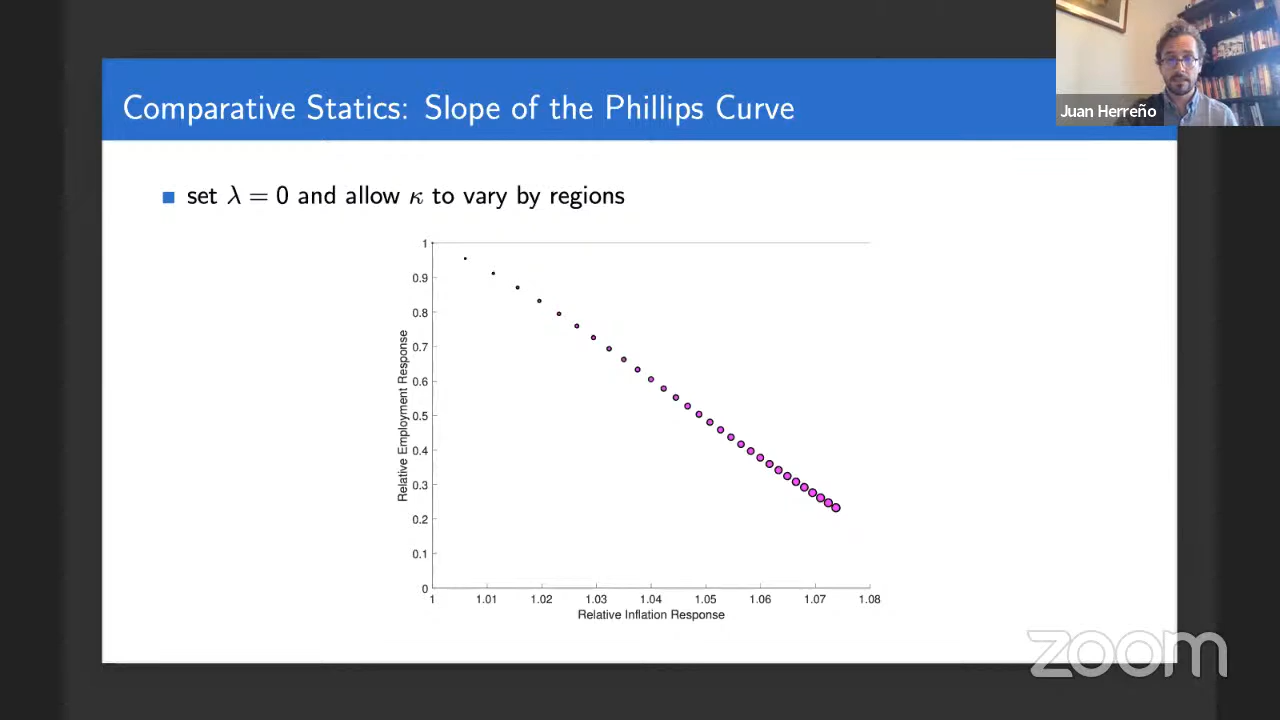 Juan Herreño
Comparative Statics: Slope of the Phillips Curve
set λ = 0 and allow κ to vary by regions
1
0.9
0.8
0.7
0.6
0.5
0.4
0.3
0.2
0.1
0
Relative Employment Response
1 1.01 1.02 1.03 1.04 1.05 1.06 1.07 1.08
Relative Inflation Response
zoom